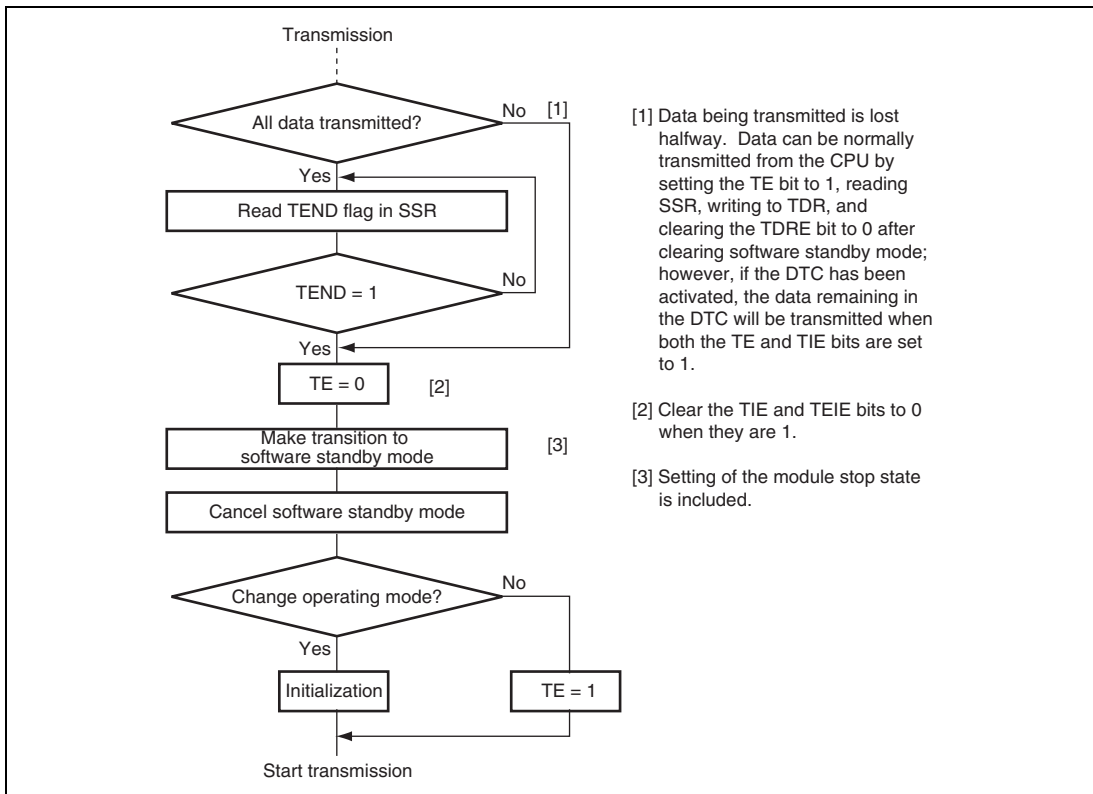 Transmission
All data transmitted?
No
[1]
Yes
Read TEND flag in SSR
TEND = 1
No
Yes
TE = 0
[2]
Make transition to
software standby mode
[3]
Cancel software standby mode
Change operating mode?
No
Yes
Initialization
TE = 1
Start transmission
[1] Data being transmitted is lost
halfway. Data can be normally
transmitted from the CPU by
setting the TE bit to 1, reading
SSR, writing to TDR, and
clearing the TDRE bit to 0 after
clearing software standby mode;
however, if the DTC has been
activated, the data remaining in
the DTC will be transmitted when
both the TE and TIE bits are set
to 1.
[2] Clear the TIE and TEIE bits to 0
when they are 1.
[3] Setting of the module stop state
is included.